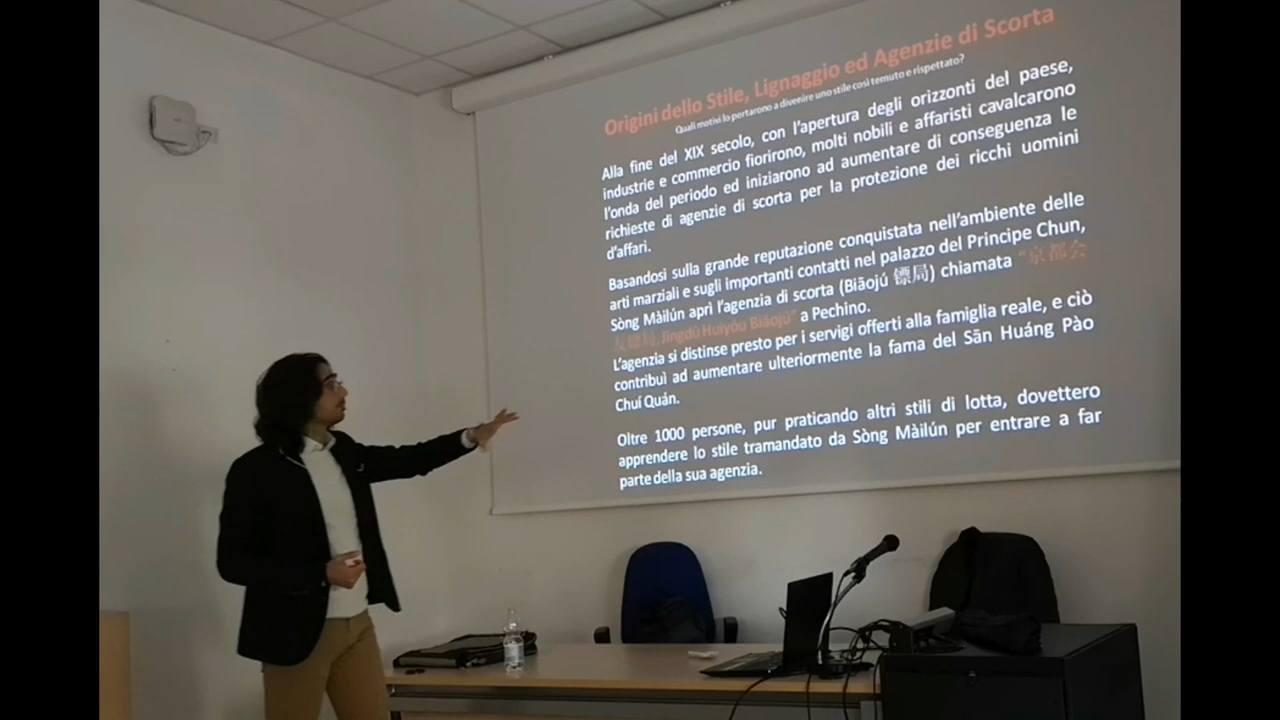 Origini dello Stile, Lignaggio ed Agenzie di Scorta
Quali motivi lo portarono a divenire uno stile così temuto e rispettato?
Alla fine del XIX secolo, con l'apertura degli orizzonti del paese,
industrie e commercio fiorirono, molti nobili e affaristi cavalcarono
l'onda del periodo ed iniziarono ad aumentare di conseguenza le
richieste di agenzie di scorta per la protezione dei ricchi uomini
d'affari.
Basandosi sulla grande reputazione conquistata nell'ambiente delle
arti marziali e sugli importanti contatti nel palazzo del Principe Chun,
Sòng Màilún aprì l'agenzia di scorta (Biāojú 镖局) chiamata "京都会
友镖局, Jīngdū Huìyǒu Biāojú" a Pechino.
L'agenzia si distinse presto per i servigi offerti alla famiglia reale, e ciò
contribuì ad aumentare ulteriormente la fama del Sān Huáng Pào
Chuí Quán.
Oltre 1000 persone, pur praticando altri stili di lotta, dovettero
apprendere lo stile tramandato da Sòng Màilún per entrare a far
parte della sua agenzia.